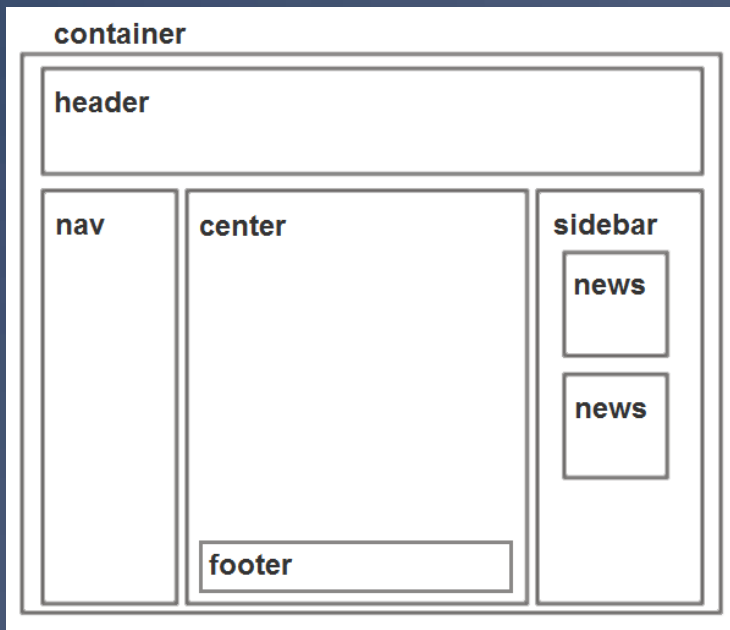 container
header
nav
center
sidebar
news
news
footer